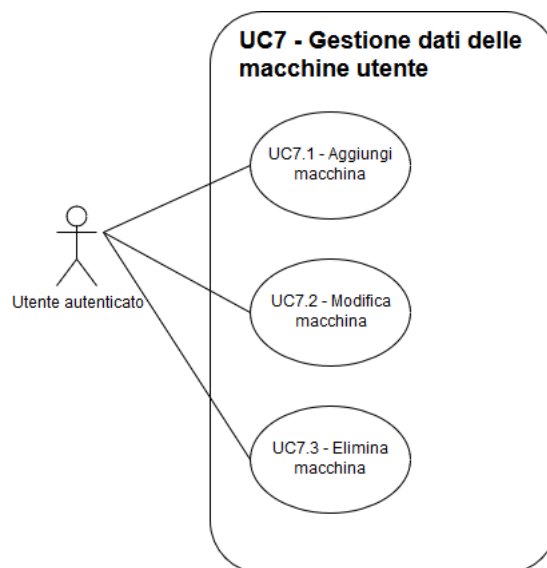 UC7 - Gestione dati delle
macchine utente
UC7.1 - Aggiungi
macchina
Utente autenticato
UC7.2 - Modifica
macchina
UC7.3 - Elimina
macchina